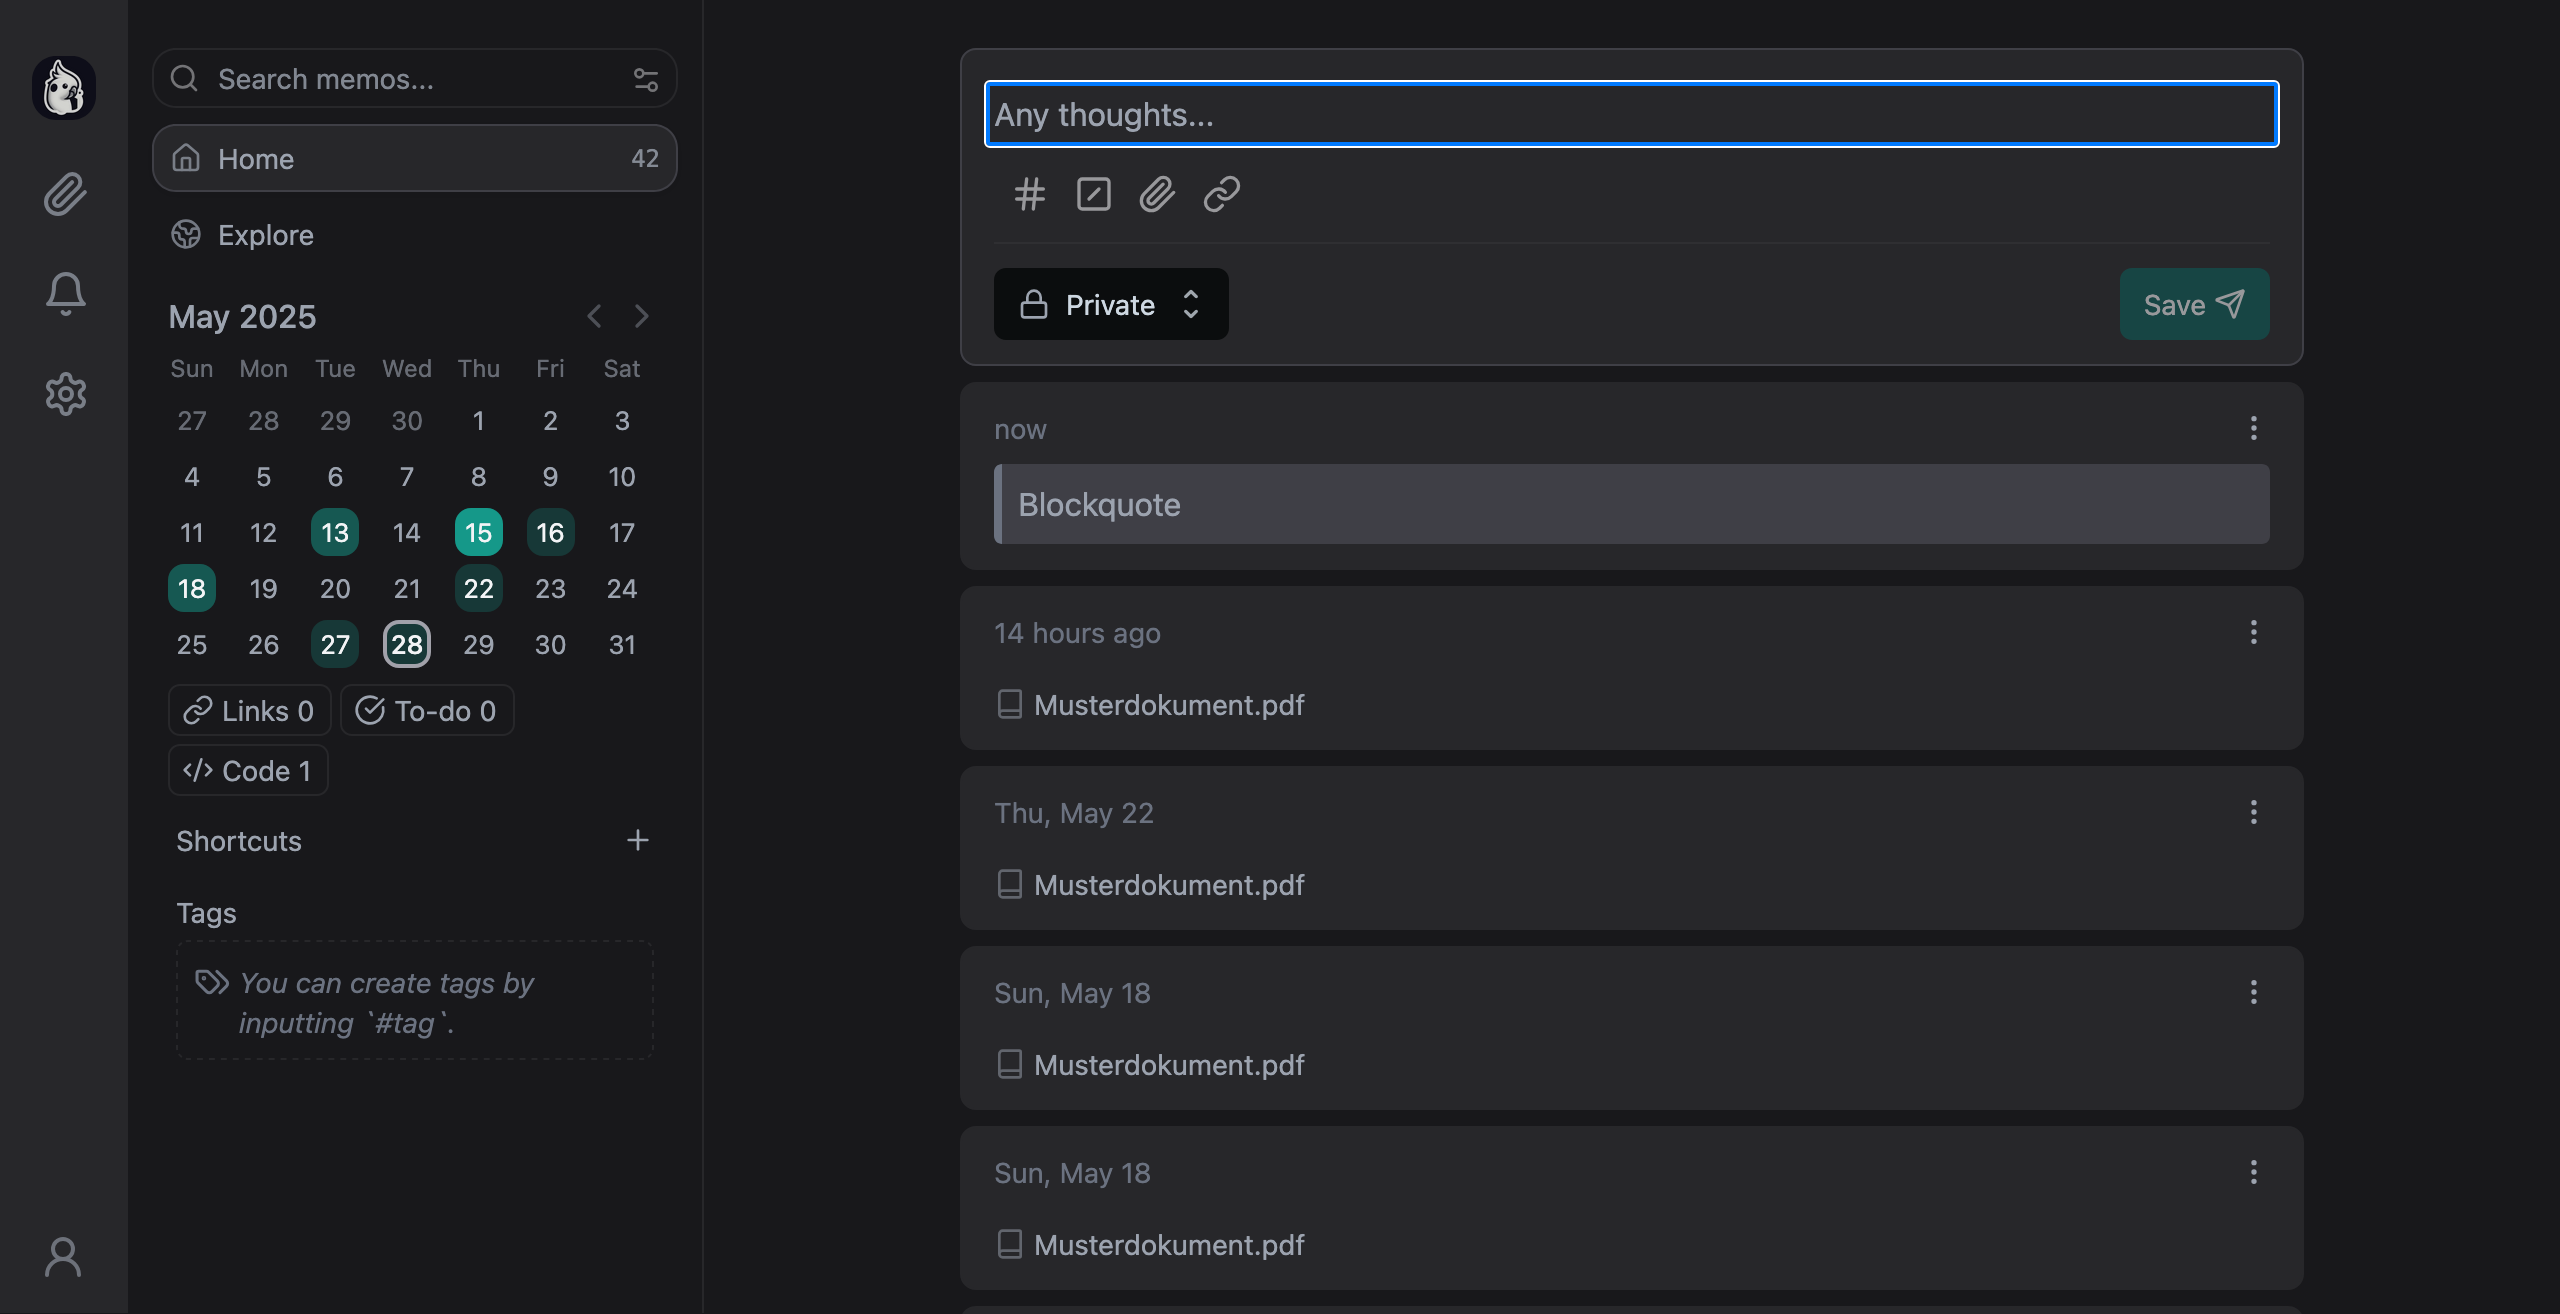 Search memos...
Home 42
Explore
May 2025
Sun Mon Tue Wed Thu Fri Sat
27 28 29 30 1 2 3
4 5 6 7 8 9 10
11 12 13 14 15 16 17
18 19 20 21 22 23 24
25 26 27 28 29 30 31
Links 0 To-do 0
Code 1
Shortcuts
Tags
You can create tags by
inputting `#tag`.
Any thoughts...
Private Save
now
Blockquote
14 hours ago
Musterdokument.pdf
Thu, May 22
Musterdokument.pdf
Sun, May 18
Musterdokument.pdf
Sun, May 18
Musterdokument.pdf